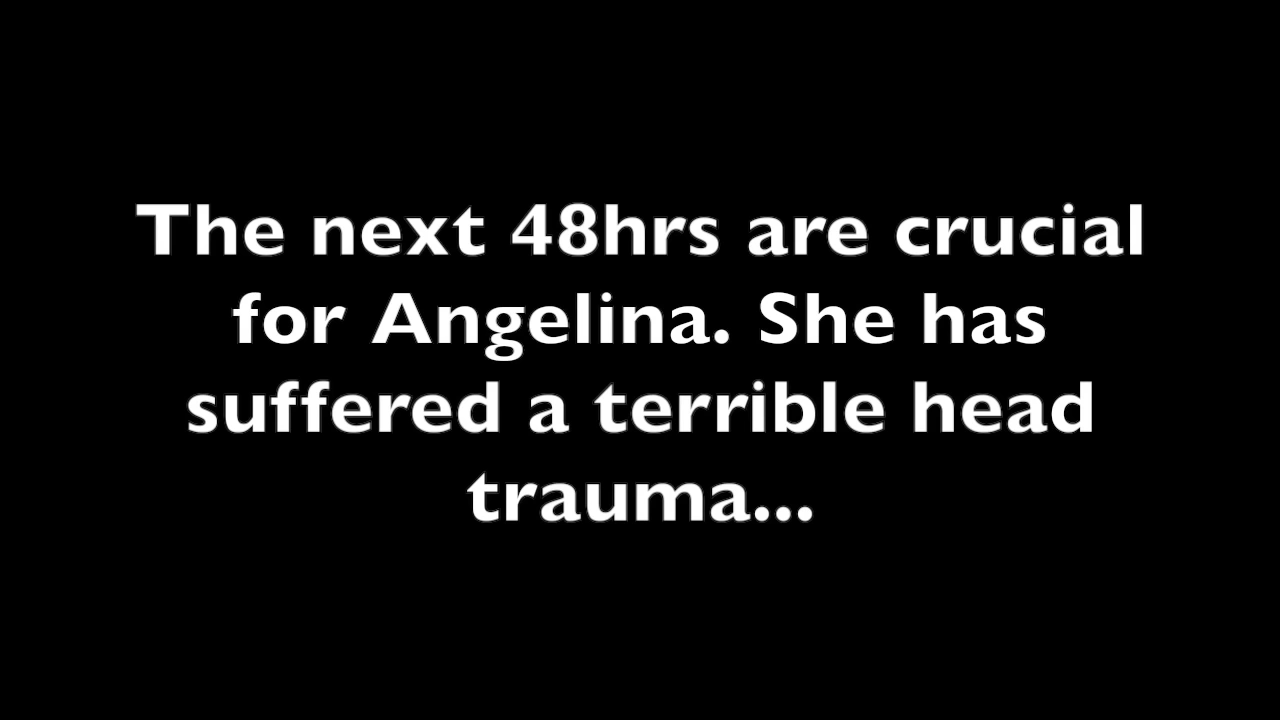 The next 48hrs are crucial
for Angelina. She has
suffered a terrible head
trauma...